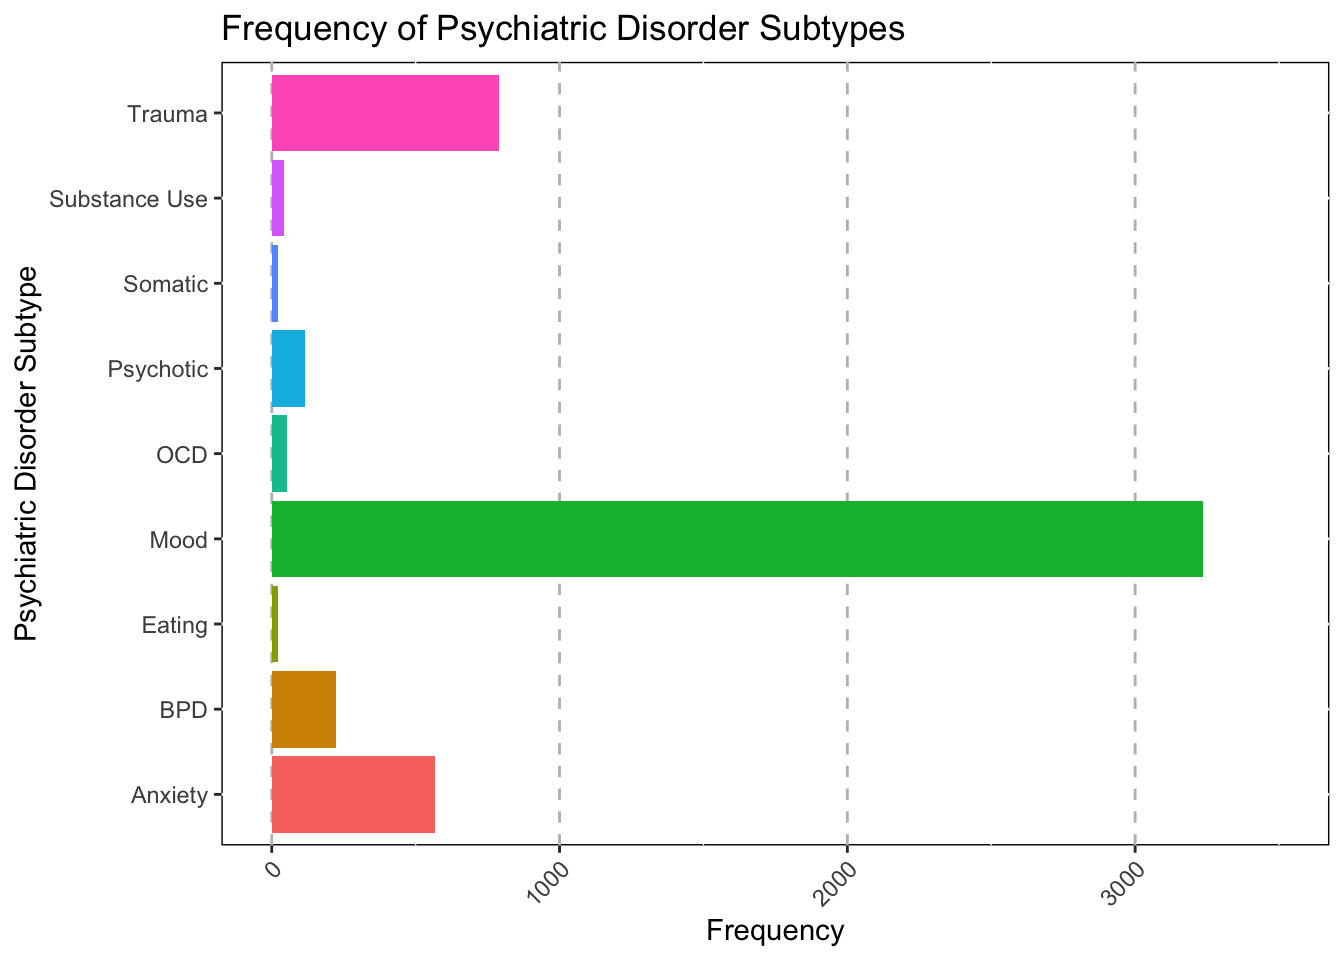 Frequency of Psychiatric Disorder Subtypes
Psychiatric Disorder Subtype
Trauma
Substance Use
Somatic
Psychotic
OCD
Mood
Eating
BPD
Anxiety
0
1000
2000
3000
Frequency